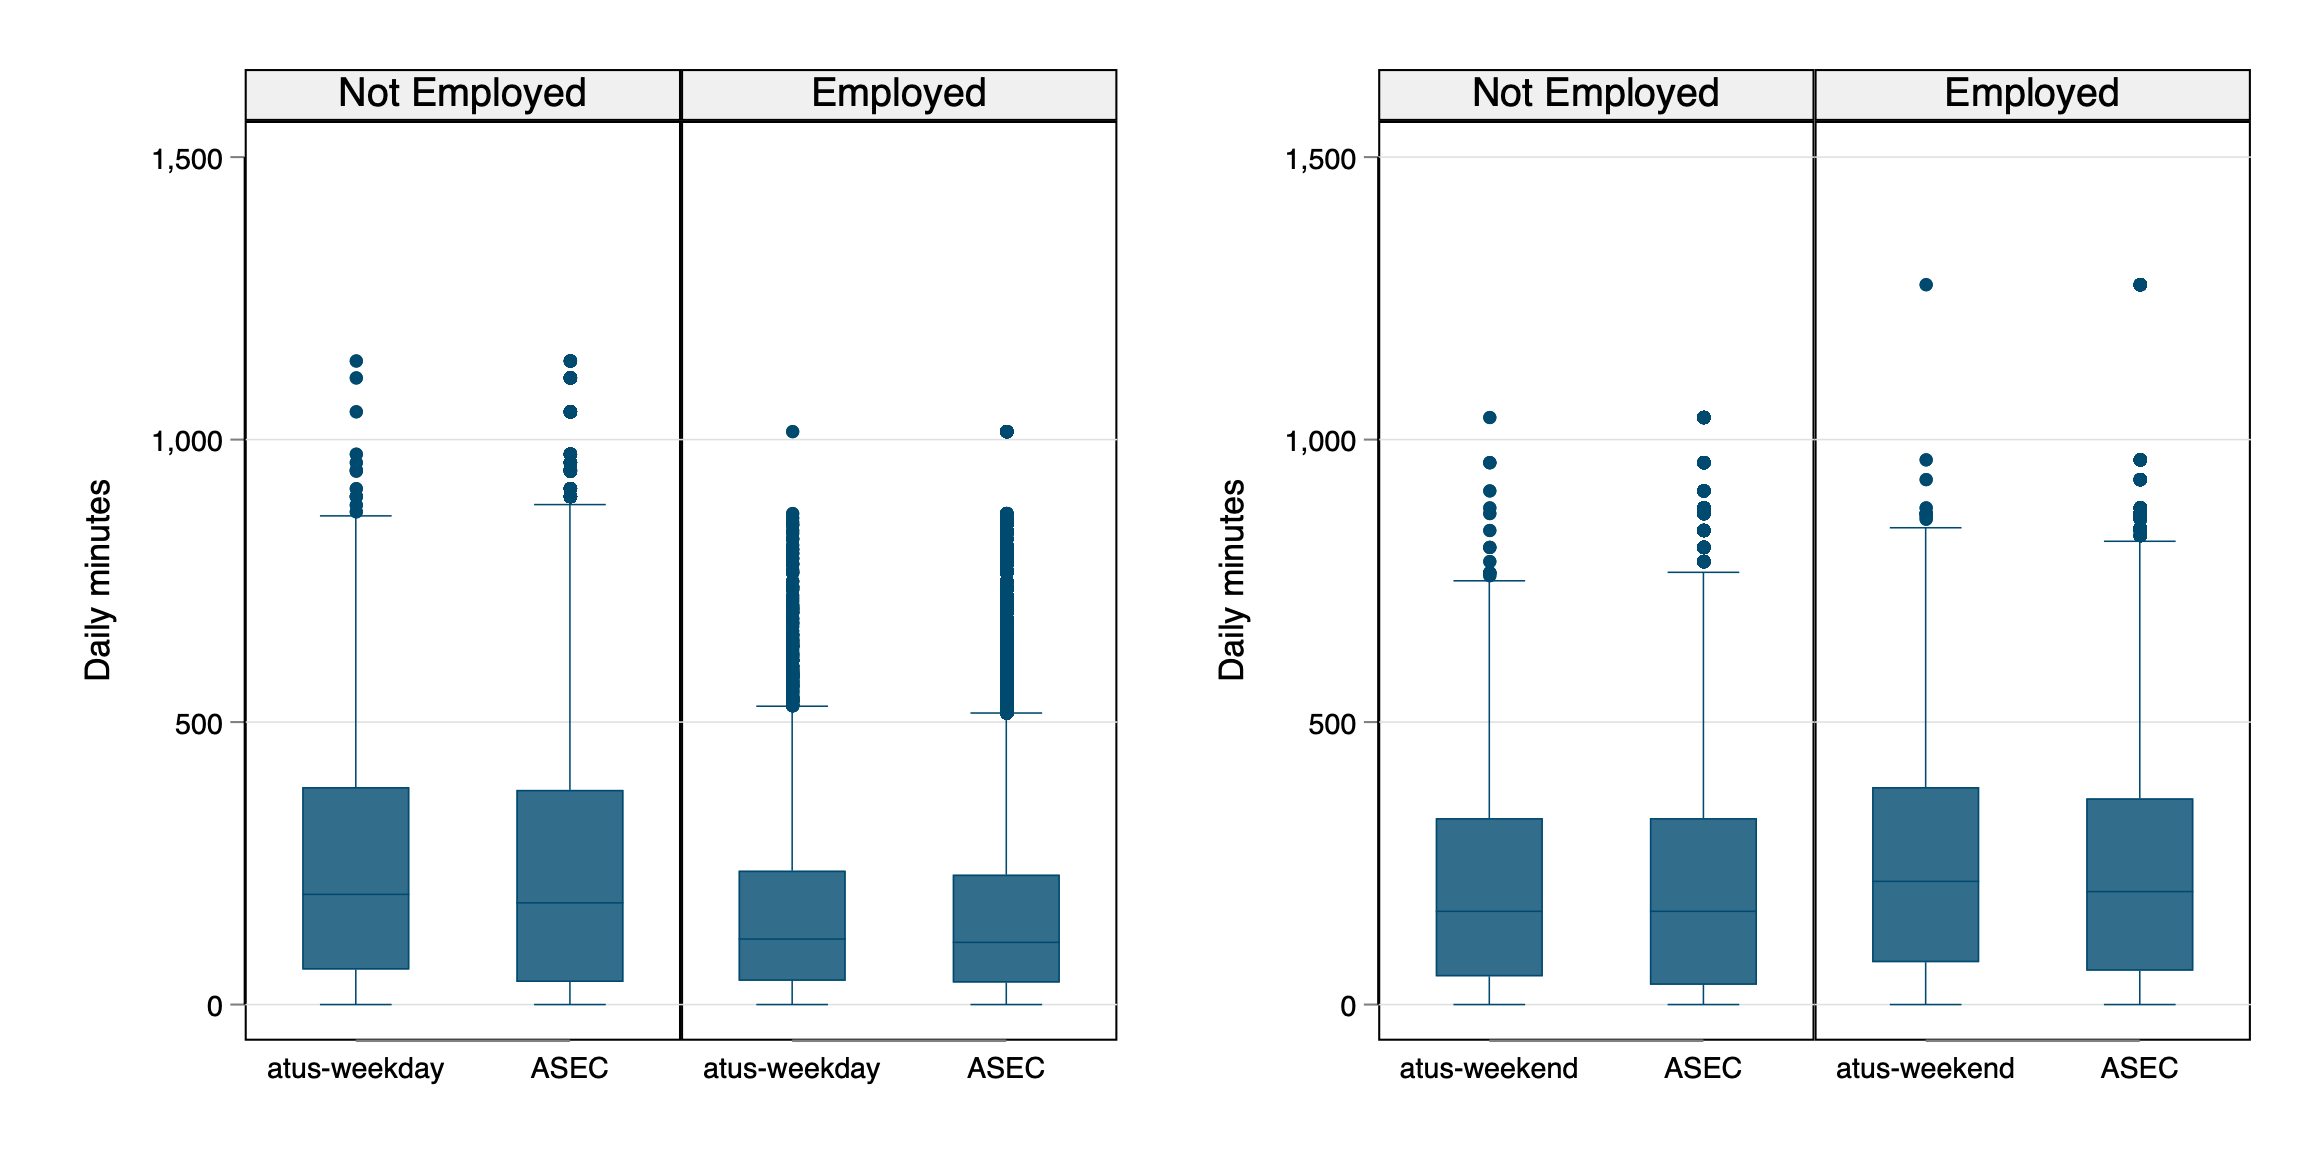 Not Employed Employed
1,500
1,000
500
0
Daily minutes
atus-weekday ASEC atus-weekday ASEC
Not Employed Employed
1,500
1,000
500
0
Daily minutes
atus-weekend ASEC atus-weekend ASEC